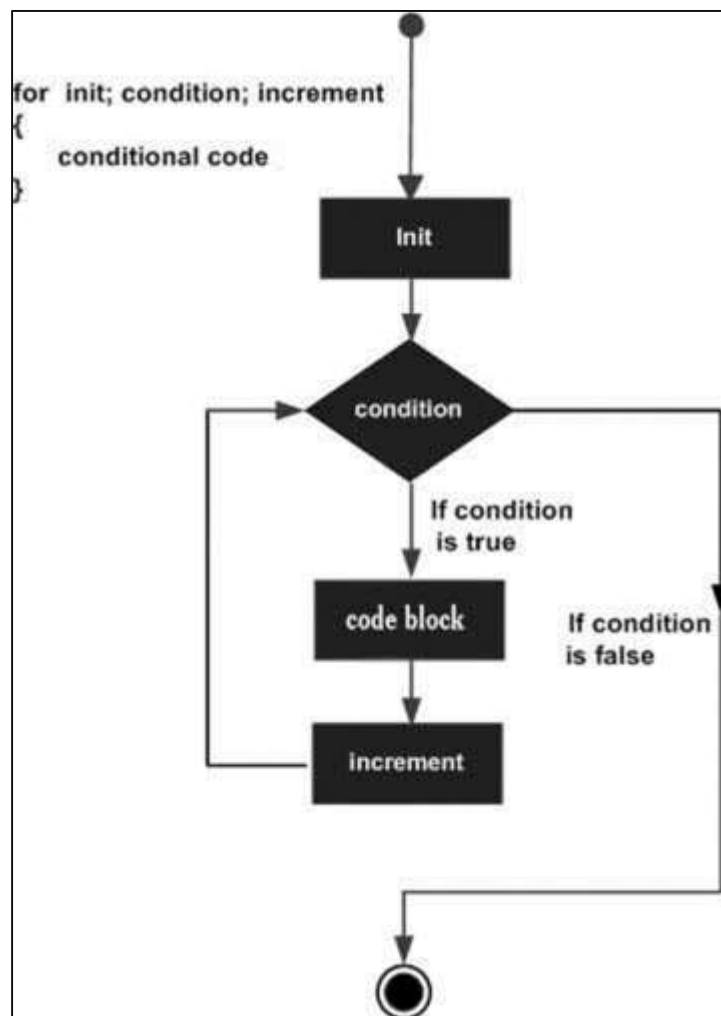 for init; condition; increment
{
conditional code
}
Init
condition
If condition
is true
code block
If condition
is false
increment